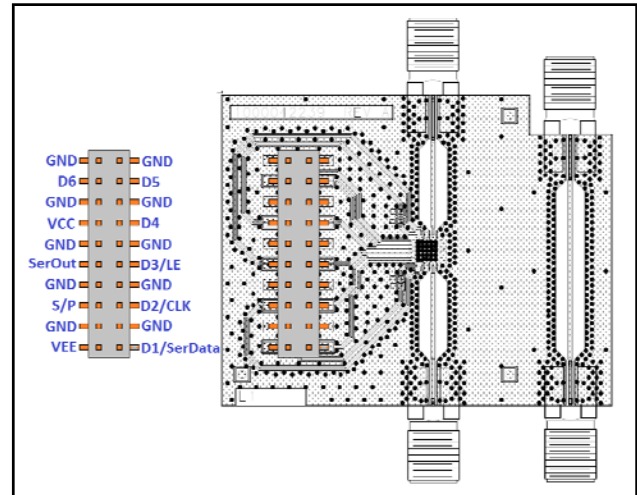 GND GND
D6 D5
GND GND
VCC D4
GND GND
SerOut D3/LE
GND GND
S/P D2/CLK
GND GND
VEE D1/SerData